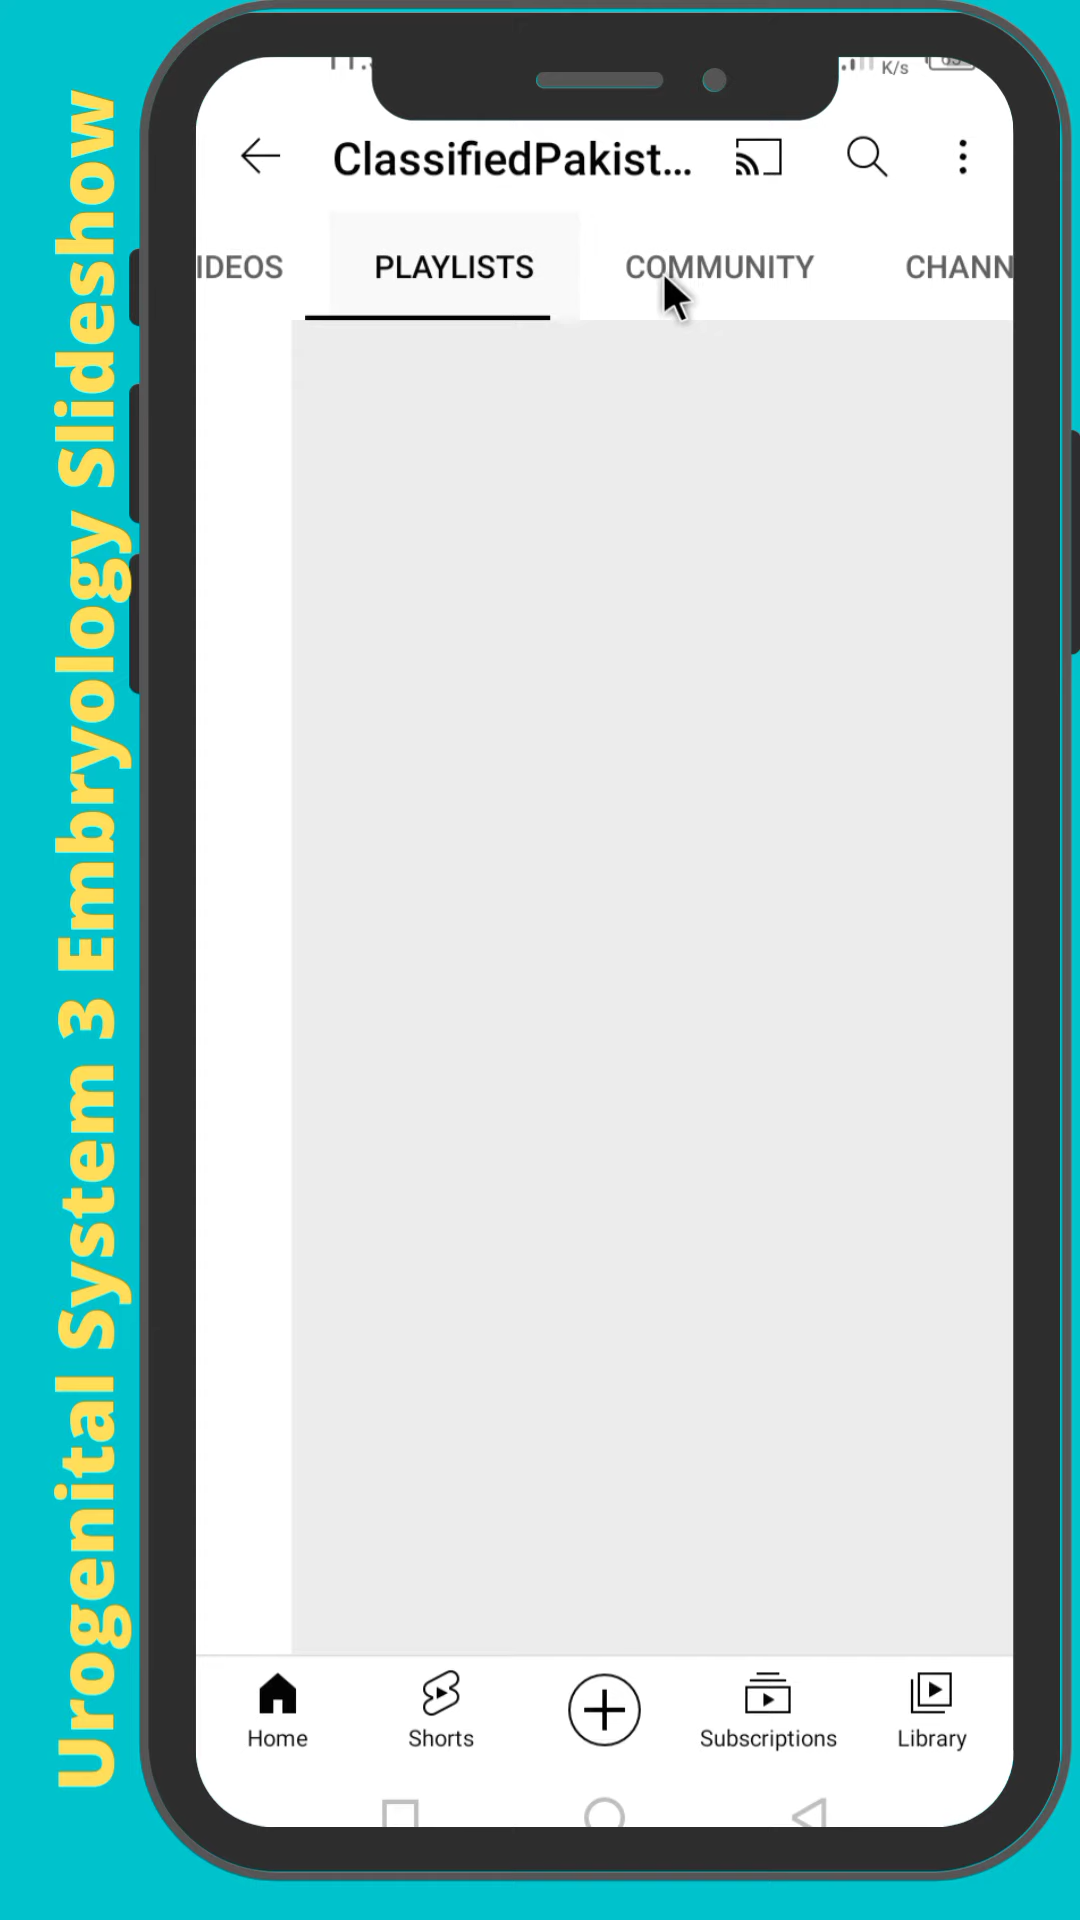 Urogenital System 3 Embryology Slideshow
K/s
ClassifiedPakist...
IDEOS PLAYLISTS COMMUNITY CHANN
Home Shorts Subscriptions Library